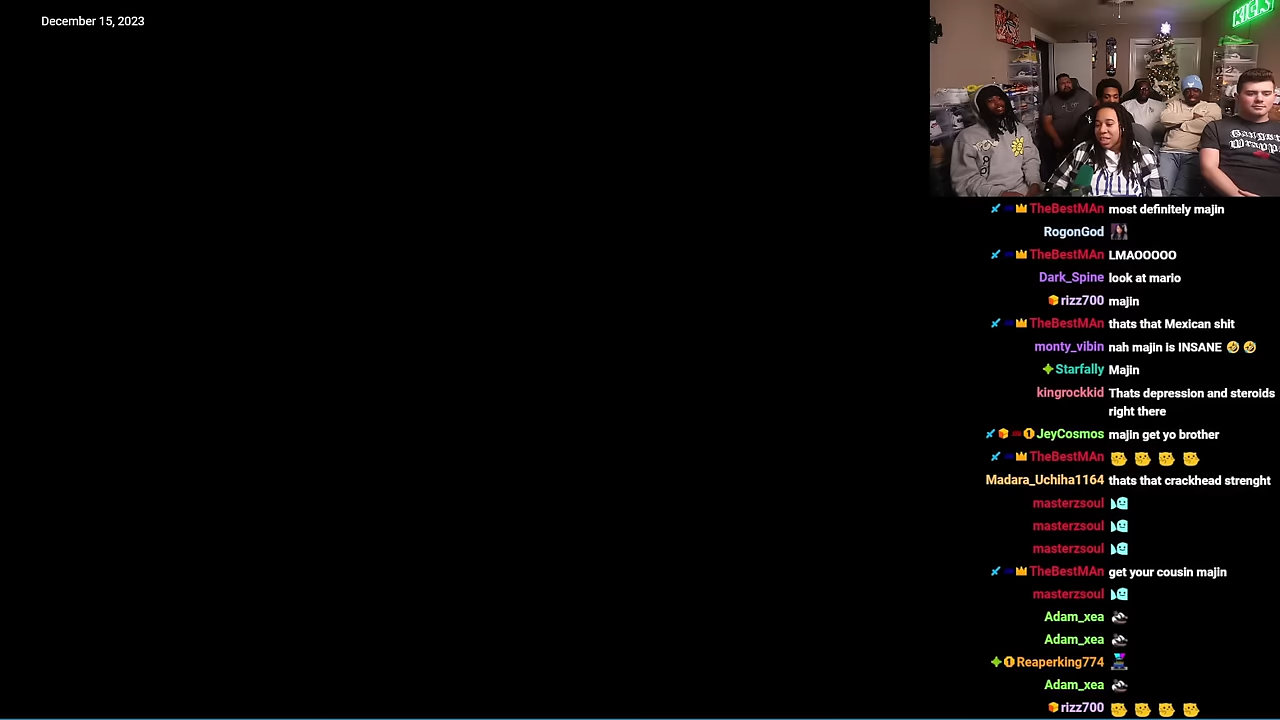 December 15, 2023
KICKS
TheBestMAn most definitely majin
RogonGod
TheBestMAn LMAOOOOO
Dark_Spine look at mario
rizz700 majin
TheBestMAn thats that Mexican shit
monty_vibin nah majin is INSANE 🤣 🤣
Starfally Majin
kingrockkid Thats depression and steroids
right there
JeyCosmos majin get yo brother
TheBestMAn
Madara_Uchiha1164 thats that crackhead strenght
masterzsoul
masterzsoul
masterzsoul
TheBestMAn get your cousin majin
masterzsoul
Adam_xea
Adam_xea
Reaperking774
Adam_xea
rizz700